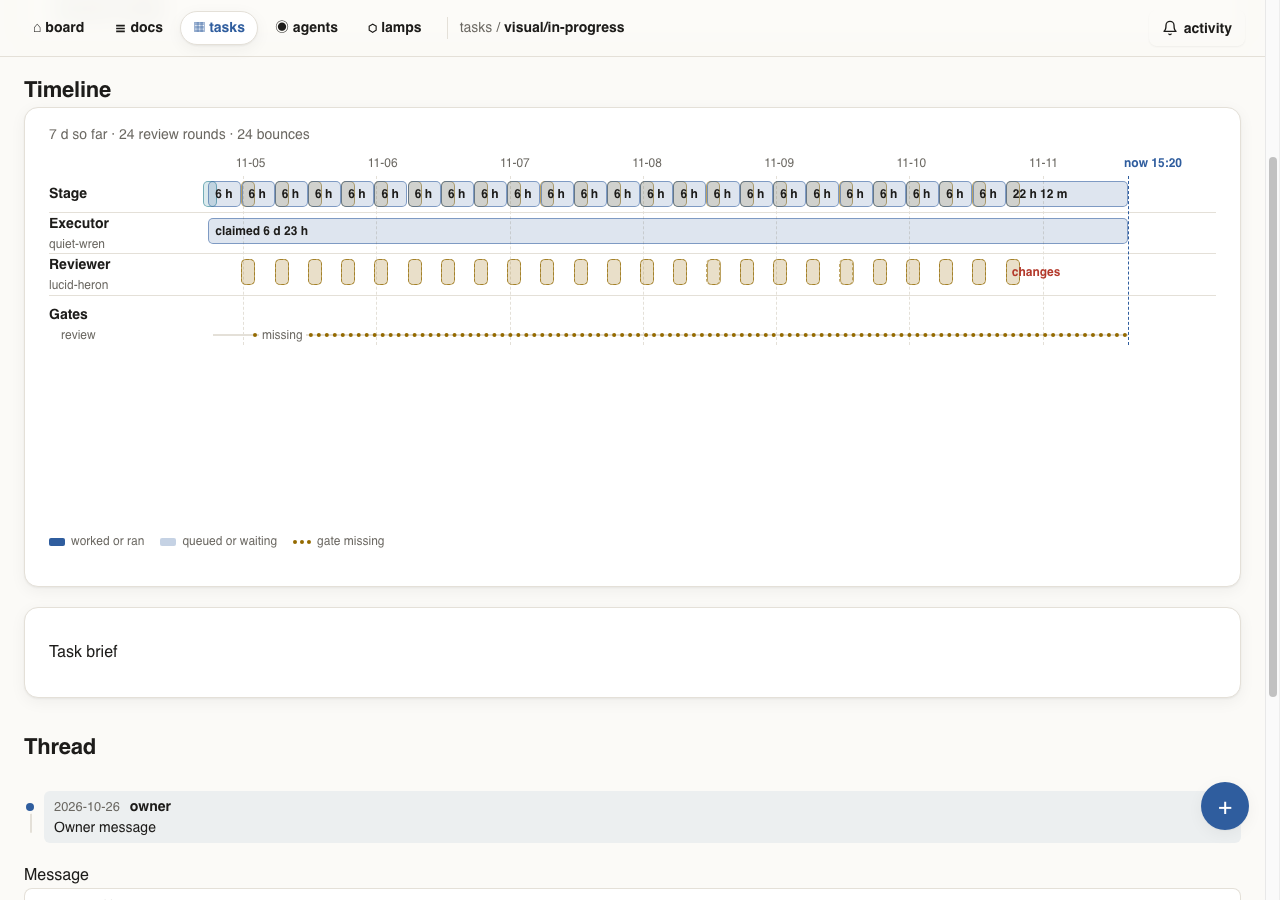 board docs tasks agents lamps tasks / visual/in-progress activity
Timeline
7 d so far · 24 review rounds · 24 bounces
11-05 11-06 11-07 11-08 11-09 11-10 11-11 now 15:20
Stage 6 h 6 h 6 h 6 h 6 h 6 h 6 h 6 h 6 h 6 h 6 h 6 h 6 h 6 h 6 h 6 h 6 h 6 h 6 h 6 h 6 h 6 h 6 h 6 h 22 h 12 m
Executor
claimed 6 d 23 h
quiet-wren
Reviewer
changes
lucid-heron
Gates
review missing
worked or ran queued or waiting gate missing
Task brief
Thread
2026-10-26 owner
Owner message
+
Message